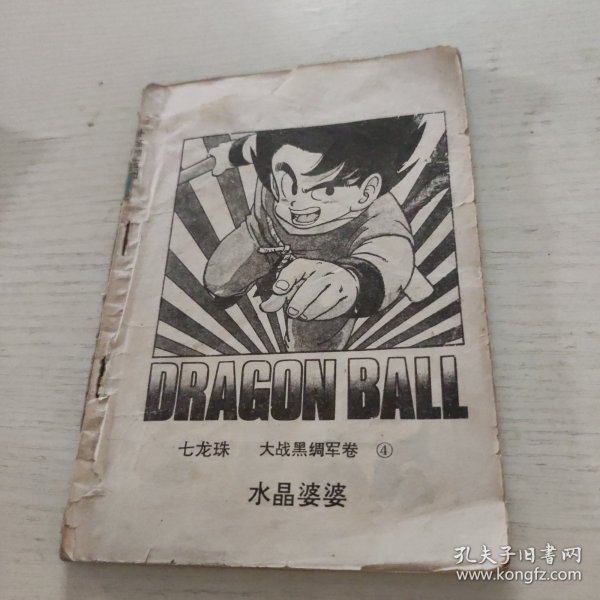 DRAGON BALL
七龙珠 大战黑绸军卷 ④
水晶婆婆
孔夫子旧书网
www.kongfz.com